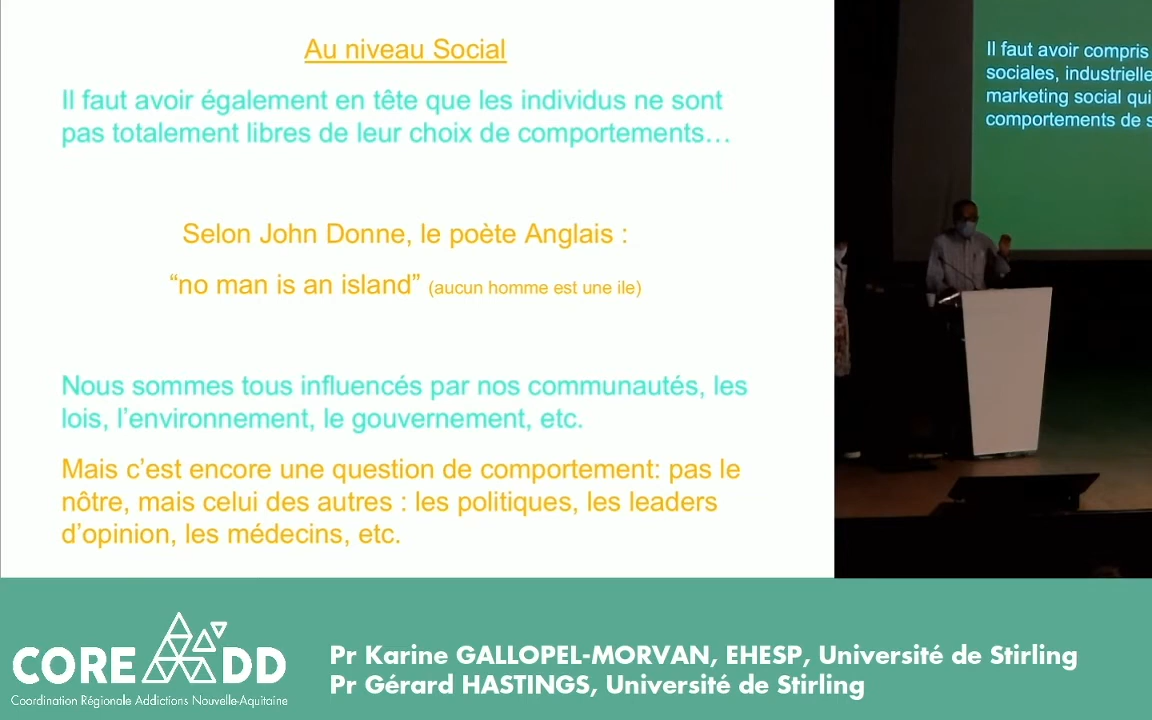 Au niveau Social
Il faut avoir également en tête que les individus ne sont
pas totalement libres de leur choix de comportements…
Selon John Donne, le poète Anglais :
“no man is an island” (aucun homme est une ile)
Nous sommes tous influencés par nos communautés, les
lois, l’environnement, le gouvernement, etc.
Mais c’est encore une question de comportement: pas le
nôtre, mais celui des autres : les politiques, les leaders
d’opinion, les médecins, etc.
Il faut avoir compris
sociales, industrielle
marketing social qui
comportements de s
CORE ADD
Coordination Régionale Addictions Nouvelle-Aquitaine
Pr Karine GALLOPEL-MORVAN, EHESP, Université de Stirling
Pr Gérard HASTINGS, Université de Stirling